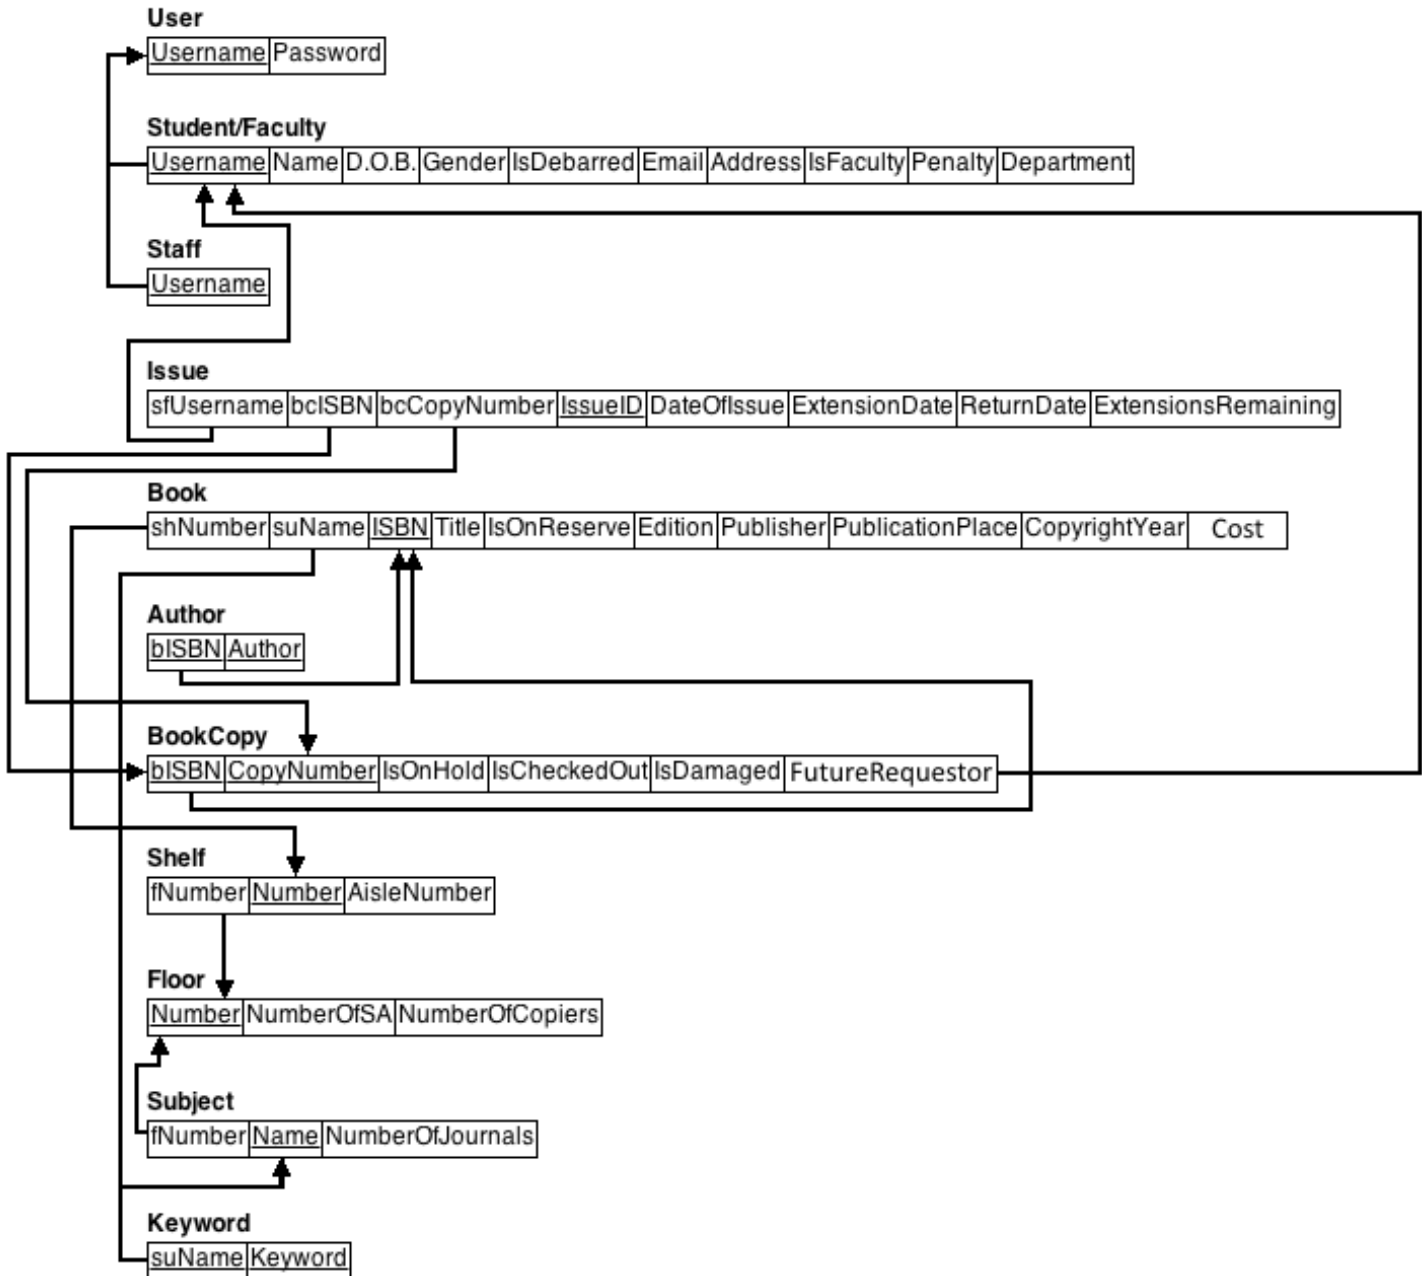 User
Username Password
Student/Faculty
Username Name D.O.B. Gender IsDebarred Email Address IsFaculty Penalty Department
Staff
Username
Issue
sfUsername bcISBN bcCopyNumber IssueID DateOfIssue ExtensionDate ReturnDate ExtensionsRemaining
Book
shNumber suName ISBN Title IsOnReserve Edition Publisher PublicationPlace CopyrightYear Cost
Author
bISBN Author
BookCopy
bISBN CopyNumber IsOnHold IsCheckedOut IsDamaged FutureRequestor
Shelf
fNumber Number AisleNumber
Floor
Number NumberOfSA NumberOfCopiers
Subject
fNumber Name NumberOfJournals
Keyword
suName Keyword